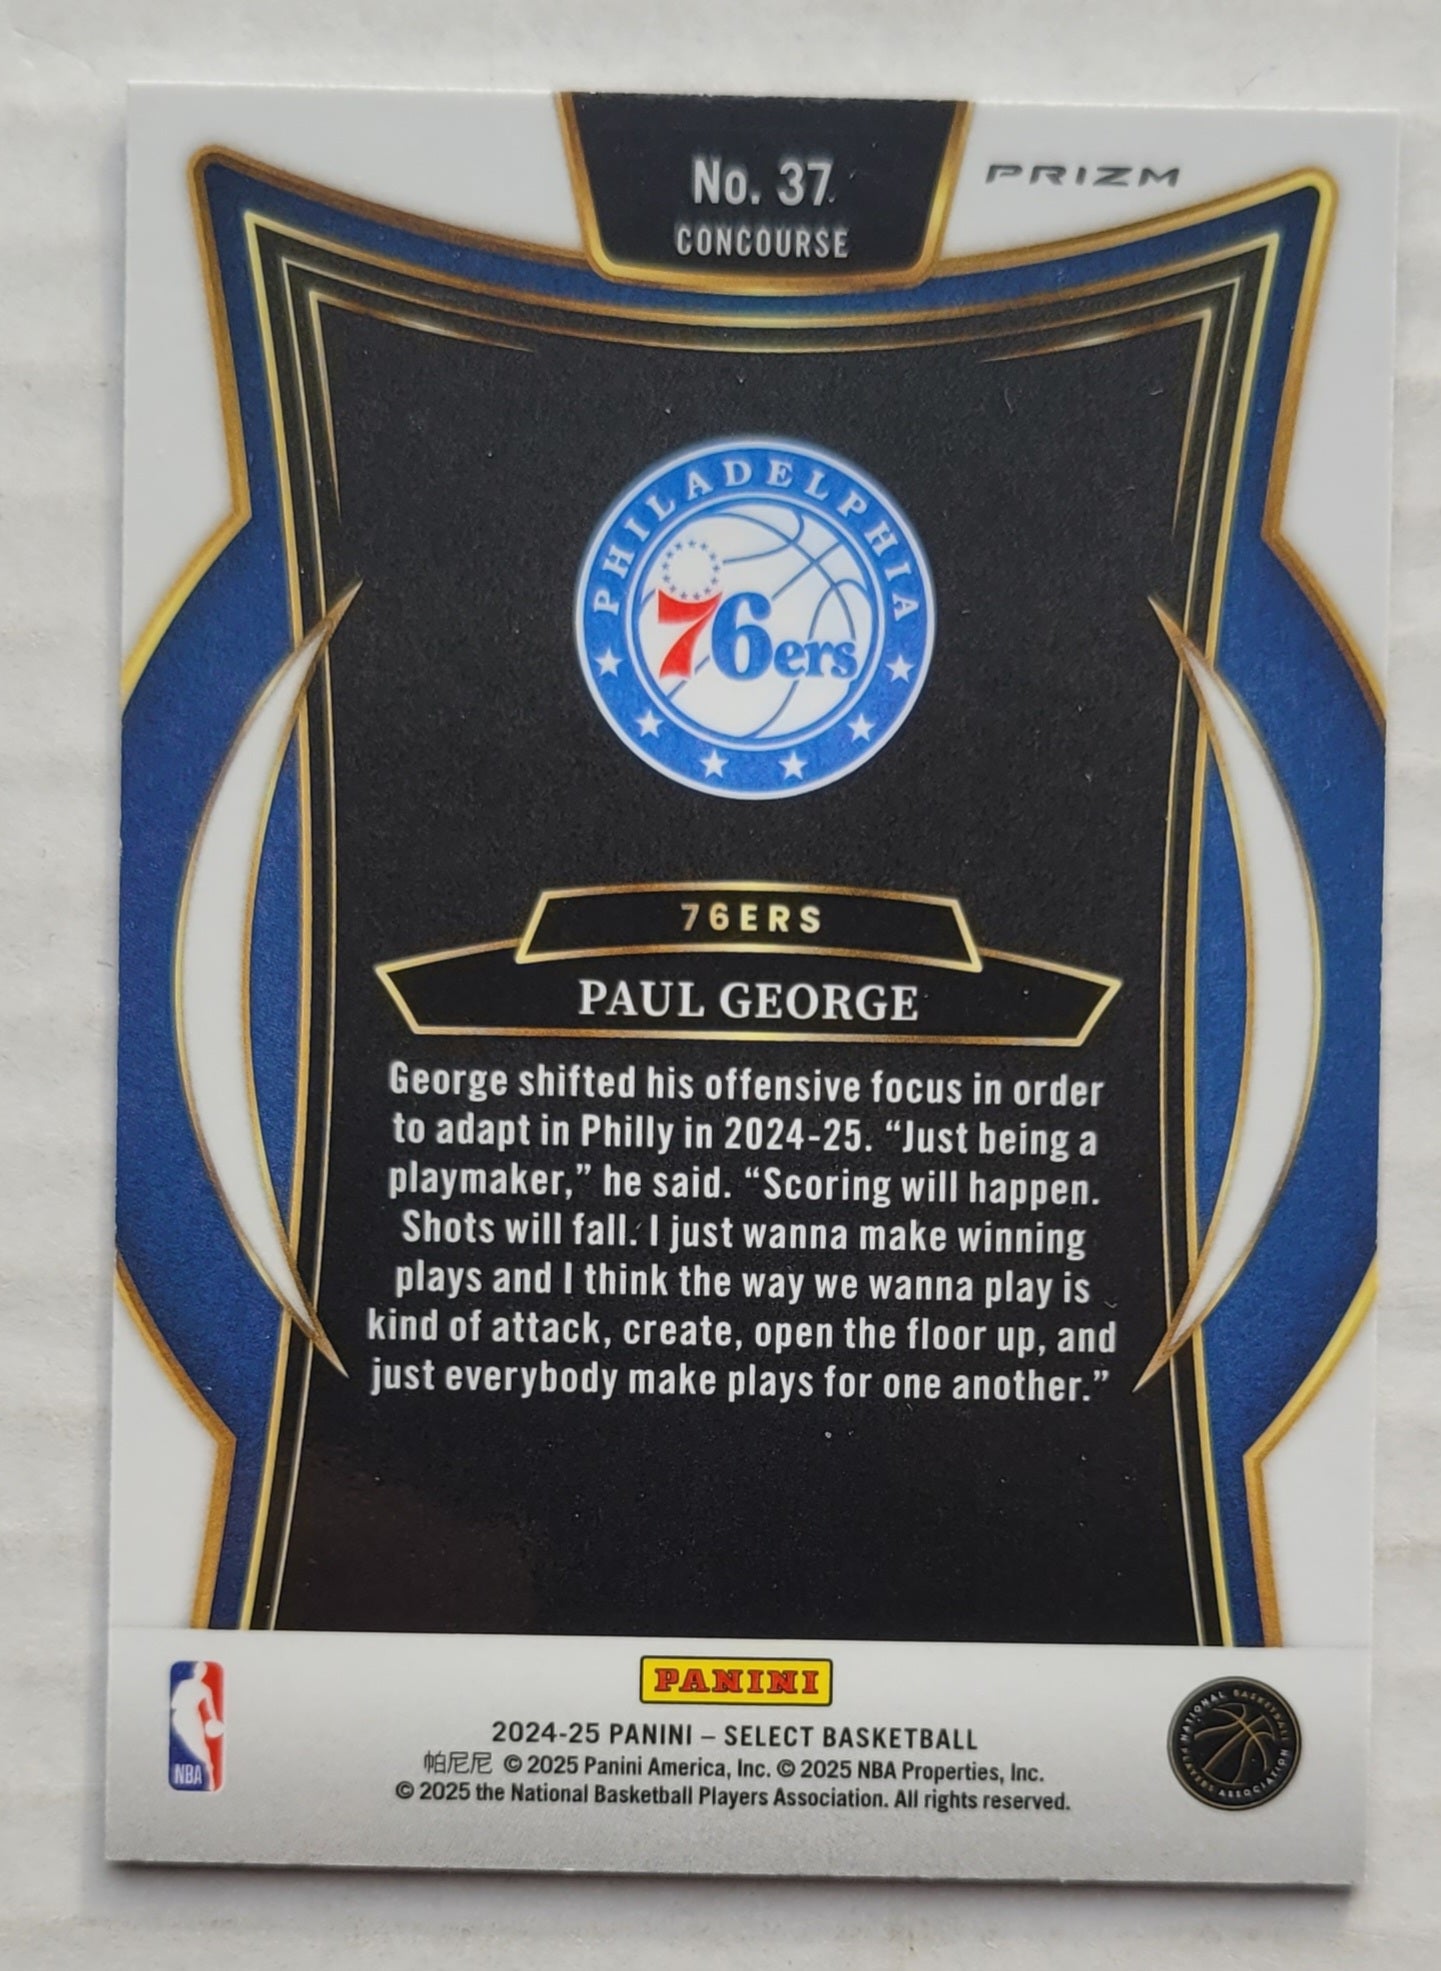 No. 37
CONCOURSE
PRIZM
PHILADELPHIA
76ers
76ERS
PAUL GEORGE
George shifted his offensive focus in order
to adapt in Philly in 2024-25. “Just being a
playmaker,” he said. “Scoring will happen.
Shots will fall. I just wanna make winning
plays and I think the way we wanna play is
kind of attack, create, open the floor up, and
just everybody make plays for one another.”
PANINI
2024-25 PANINI – SELECT BASKETBALL
帕尼尼 © 2025 Panini America, Inc. © 2025 NBA Properties, Inc.
© 2025 the National Basketball Players Association. All rights reserved.
NBA
NATIONAL BASKETBALL
PLAYERS ASSOCIATION